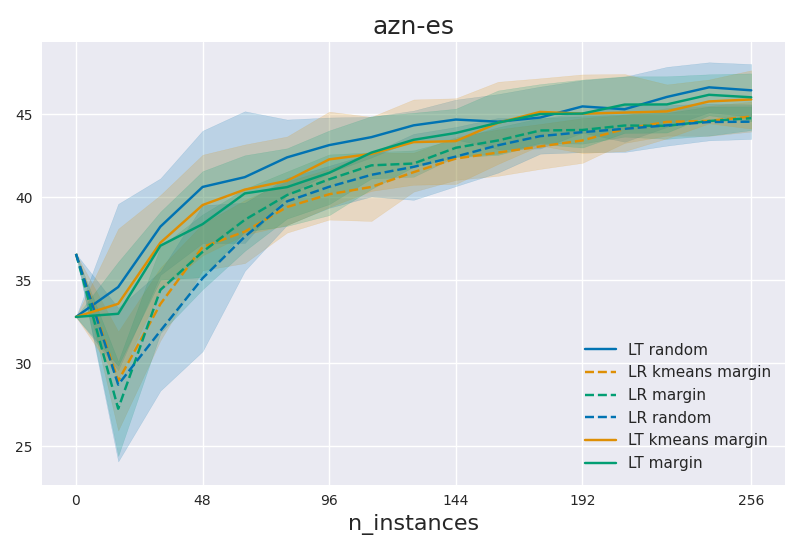 azn-es
45
40
35
30
25
LT random
LR kmeans margin
LR margin
LR random
LT kmeans margin
LT margin
0 48 96 144 192 256
n_instances